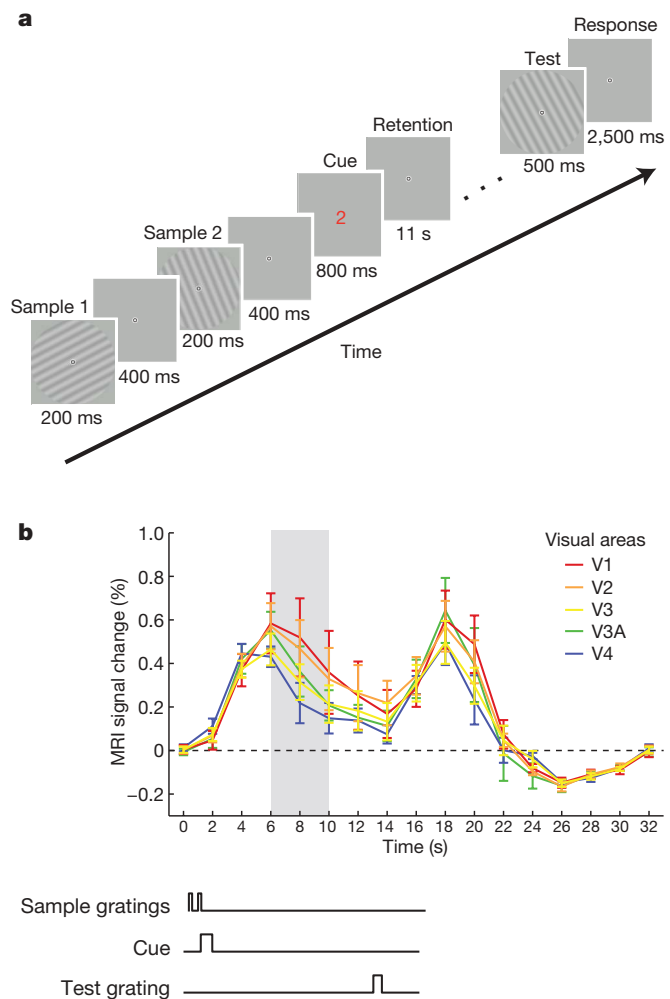 a
Response
Test
Retention
Cue
2,500 ms
500 ms
2
11 s
Sample 2
800 ms
Sample 1
400 ms
200 ms
Time
400 ms
200 ms
b
1.0
0.8
0.6
0.4
0.2
0
−0.2
MRI signal change (%)
Visual areas
V1
V2
V3
V3A
V4
0 2 4 6 8 10 12 14 16 18 20 22 24 26 28 30 32
Time (s)
Sample gratings
Cue
Test grating